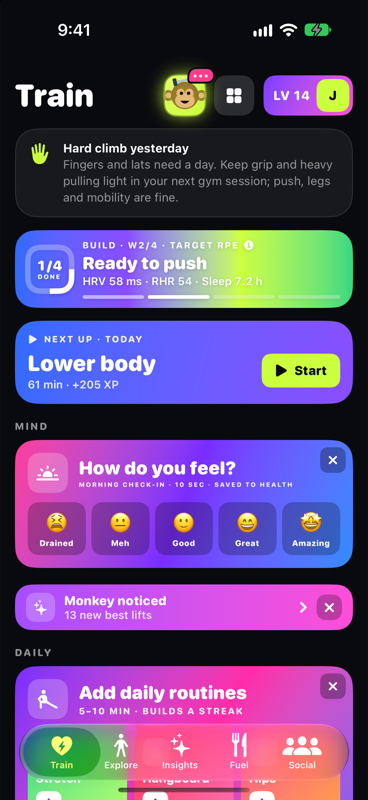 9:41
Train
LV 14
J
Hard climb yesterday
Fingers and lats need a day. Keep grip and heavy
pulling light in your next gym session; push, legs
and mobility are fine.
1/4
DONE
BUILD · W2/4 · TARGET RPE
Ready to push
HRV 58 ms · RHR 54 · Sleep 7.2 h
NEXT UP · TODAY
Lower body
61 min · +205 XP
Start
MIND
How do you feel?
MORNING CHECK-IN · 10 SEC · SAVED TO HEALTH
Drained
Meh
Good
Great
Amazing
Monkey noticed
13 new best lifts
DAILY
Add daily routines
5–10 MIN · BUILDS A STREAK
Train
Explore
Insights
Fuel
Social
Stretch
Hangboard
Hips